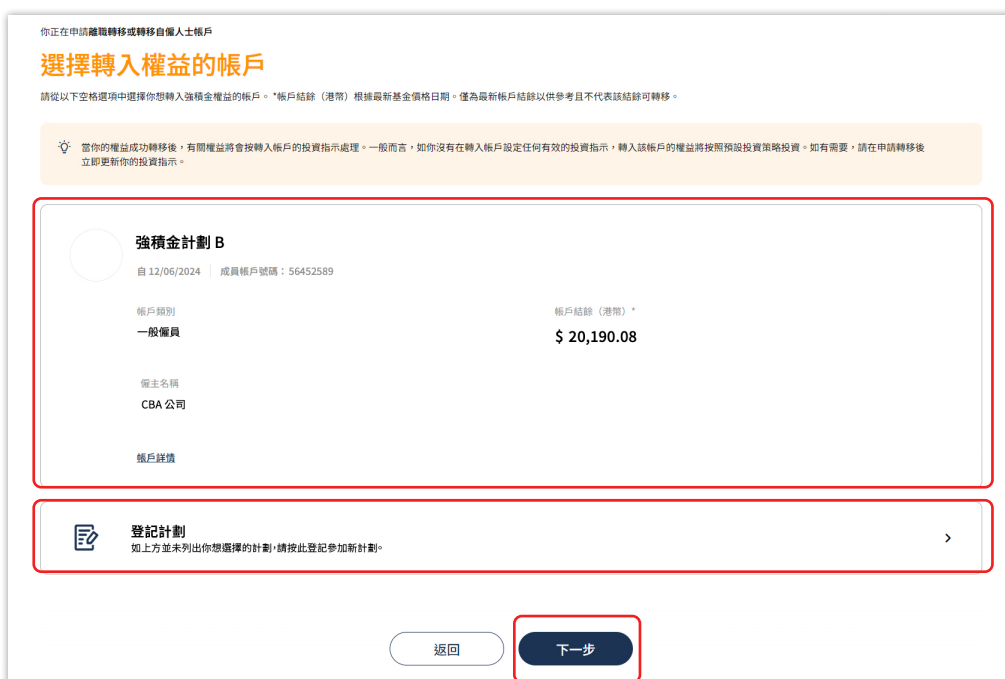 你正在申請離職轉移或轉移自僱人士帳戶
選擇轉入權益的帳戶
請從以下空格選項中選擇你想轉入強積金權益的帳戶。 *帳戶結餘（港幣）根據最新基金價格日期。僅為最新帳戶結餘以供參考且不代表該結餘可轉移。
當你的權益成功轉移後，有關權益將會按轉入帳戶的投資指示處理。一般而言，如你沒有在轉入帳戶設定任何有效的投資指示，轉入該帳戶的權益將按照預設投資策略投資。如有需要，請在申請轉移後
立即更新你的投資指示。
強積金計劃 B
自 12/06/2024 | 成員帳戶號碼：56452589
帳戶類別 帳戶結餘（港幣）*
一般僱員 $ 20,190.08
僱主名稱
CBA 公司
帳戶詳情
登記計劃
如上方並未列出你想選擇的計劃，請按此登記參加新計劃。
返回 下一步